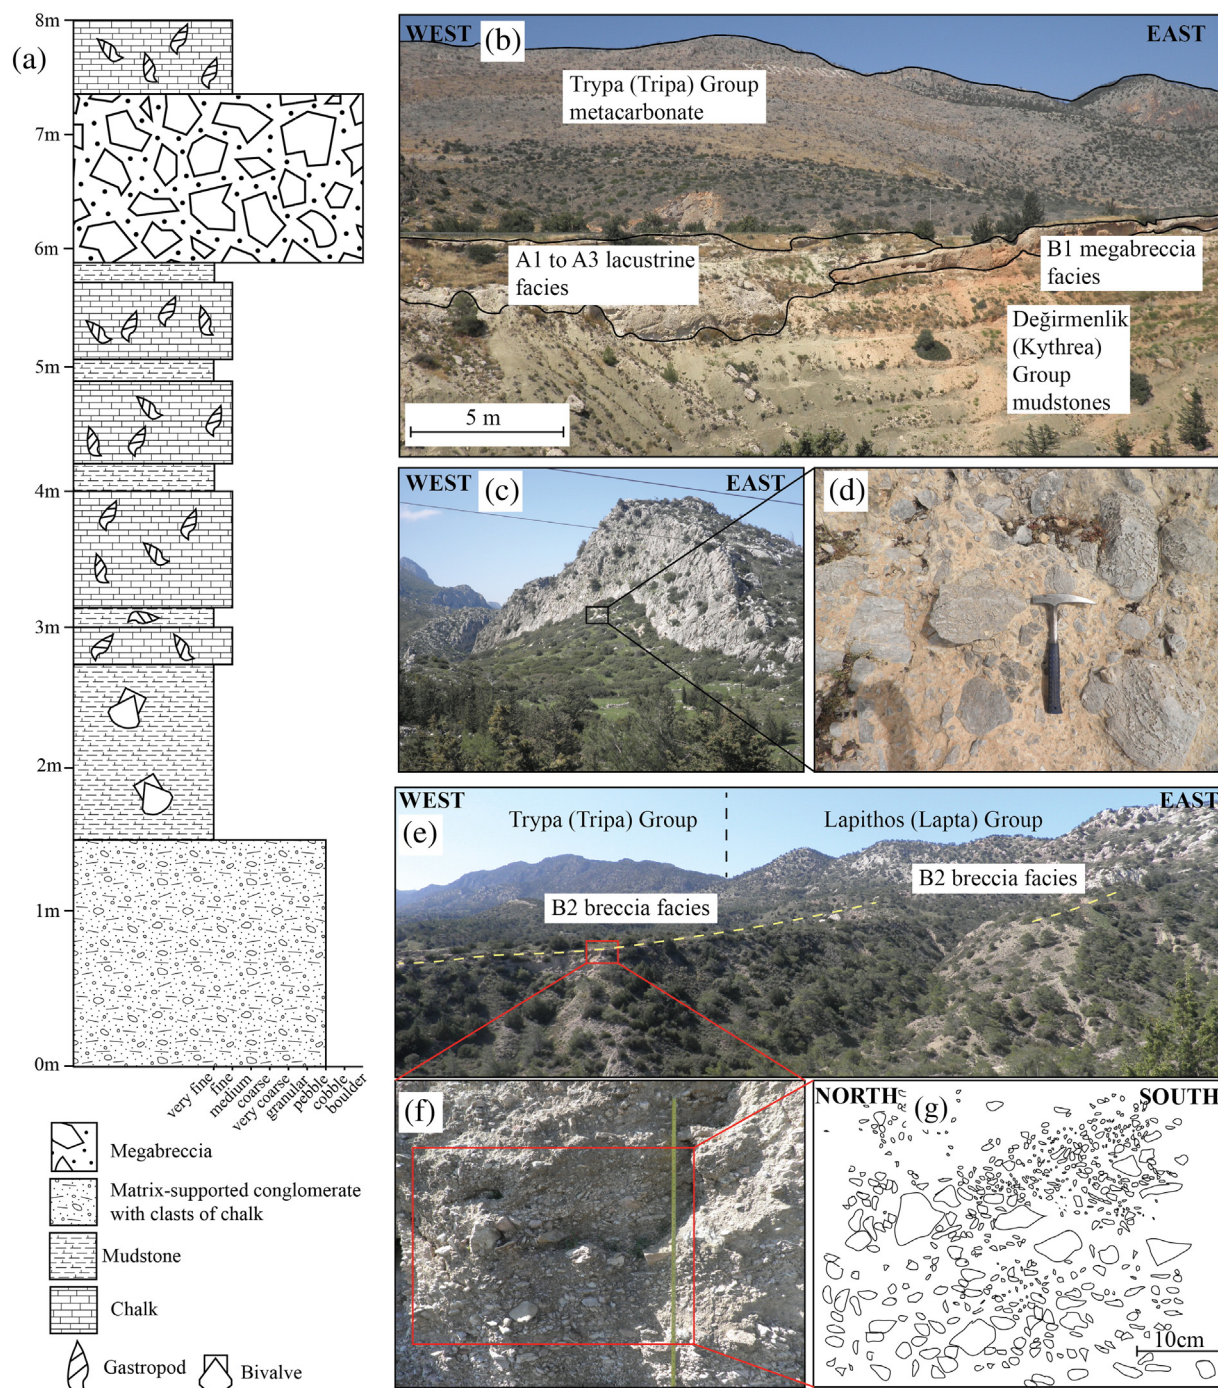 (a)
8m
7m
6m
5m
4m
3m
2m
1m
0m
very fine
fine
medium
coarse
very coarse
granular
pebble
cobble
boulder
Megabreccia
Matrix-supported conglomerate
with clasts of chalk
Mudstone
Chalk
Gastropod
Bivalve
WEST
(b)
EAST
Trypa (Tripa) Group
metacarbonate
A1 to A3 lacustrine
facies
B1 megabreccia
facies
Değirmenlik
(Kythrea)
Group
mudstones
5 m
WEST
(c)
EAST
(d)
WEST
EAST
(e)
Trypa (Tripa) Group
Lapithos (Lapta) Group
B2 breccia facies
B2 breccia facies
(f)
NORTH
(g)
SOUTH
10cm